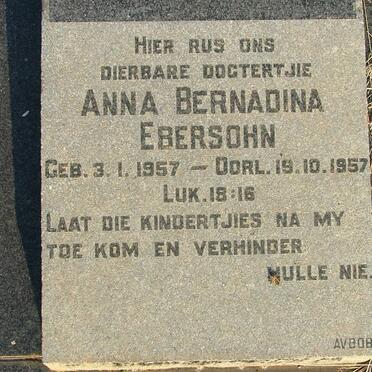 HIER RUS ONS
DIERBARE DOGTERTJIE
ANNA BERNADINA
EBERSOHN
GEB. 3.1.1957 — OORL. 19.10.1957
LUK. 18:16
LAAT DIE KINDERTJIES NA MY
TOE KOM EN VERHINDER
HULLE NIE.
AVBOB